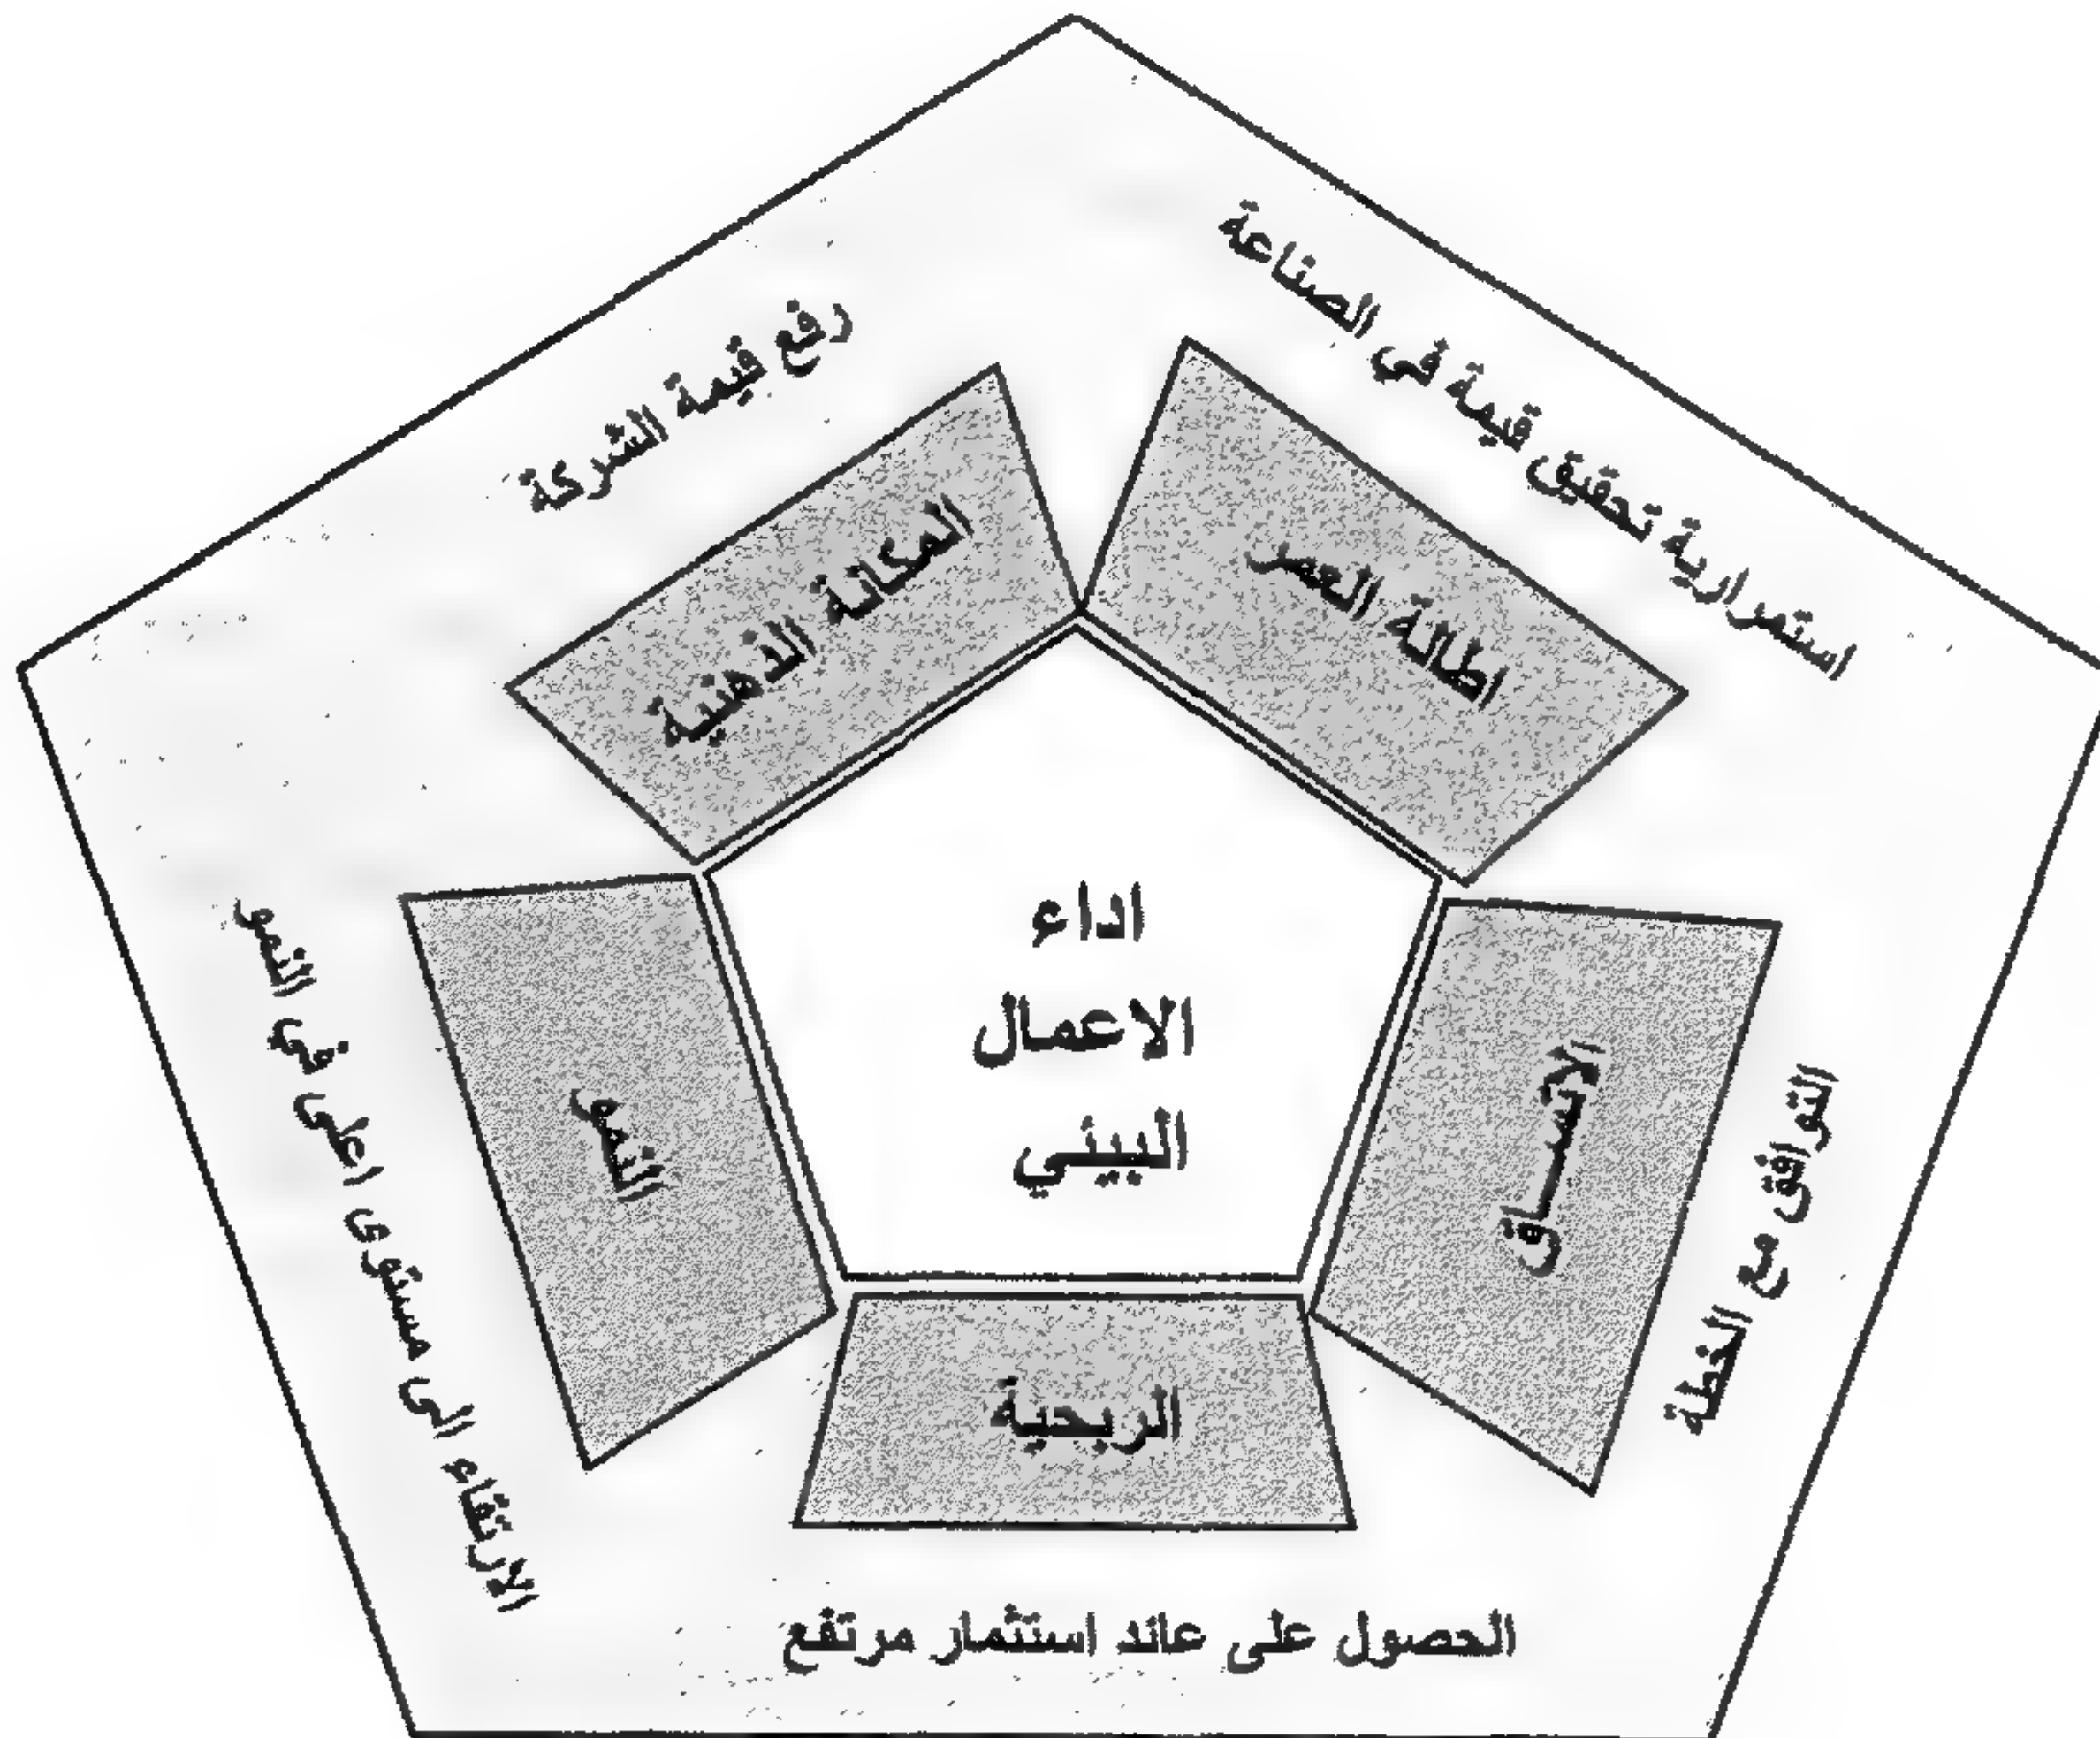 استمرارية تحقيق قيمة في الصناعة
رفع قيمة الشركة
اطالة العمر
المكانة الذهنية
اداء
الاعمال
البيئي
الاتساق
التوافق مع الخطة
النمو
الارتقاء الى مستوى اعلى في النمو
الربحية
الحصول على عائد استثمار مرتفع